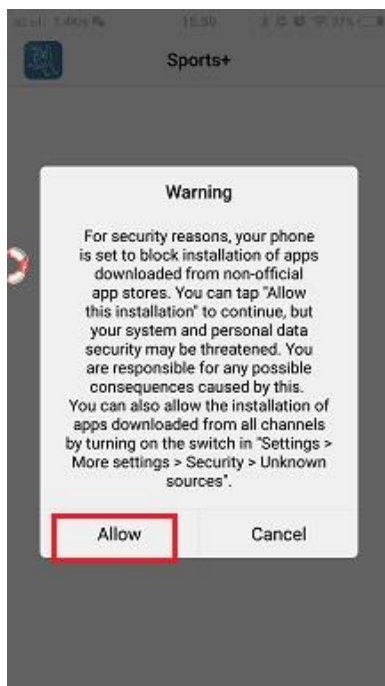 15:50
Sports+
Warning
For security reasons, your phone
is set to block installation of apps
downloaded from non-official
app stores. You can tap "Allow
this installation" to continue, but
your system and personal data
security may be threatened. You
are responsible for any possible
consequences caused by this.
You can also allow the installation of
apps downloaded from all channels
by turning on the switch in "Settings >
More settings > Security > Unknown
sources".
Allow
Cancel